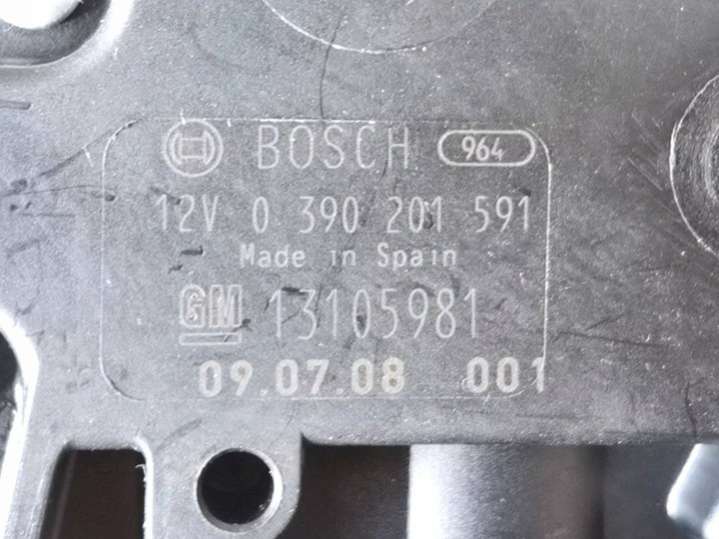 BOSCH 964
12V 0 390 201 591
Made in Spain
GM 13105981
09.07.08 001